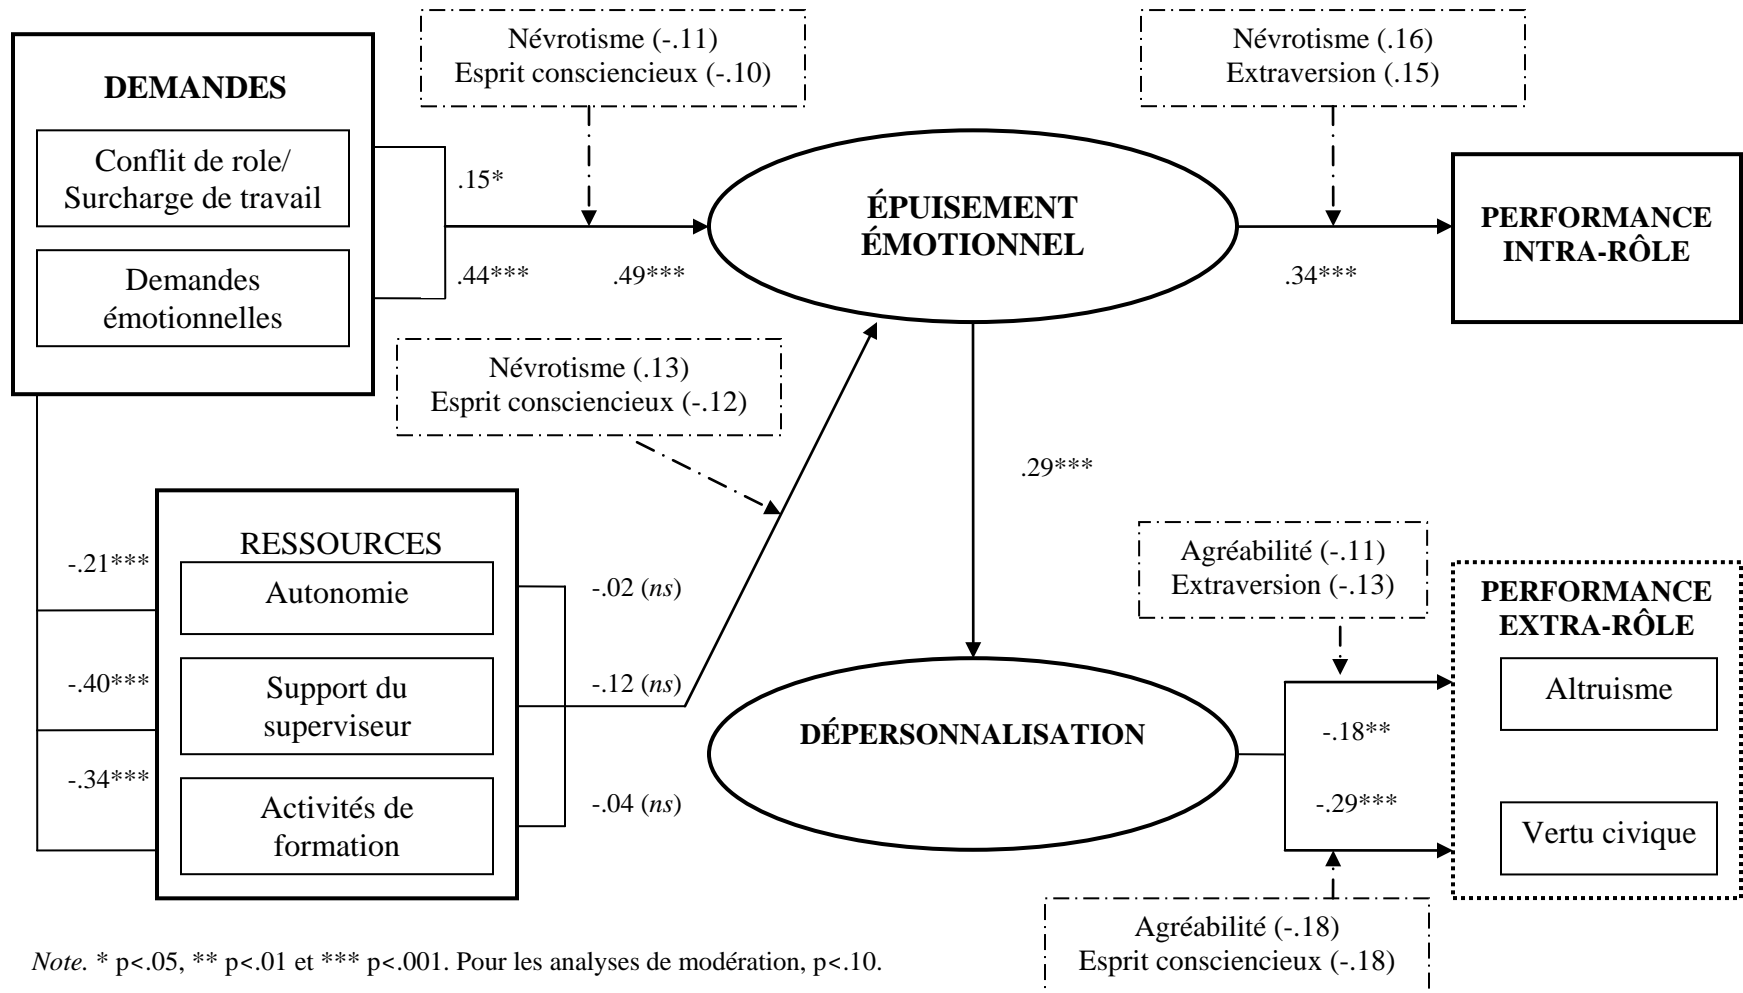 Névrotisme (-.11)
Esprit consciencieux (-.10)
Névrotisme (.16)
Extraversion (.15)
DEMANDES
Conflit de role/
Surcharge de travail
Demandes
émotionnelles
.15*
.44***
.49***
ÉPUISEMENT
ÉMOTIONNEL
.34***
PERFORMANCE
INTRA-RÔLE
Névrotisme (.13)
Esprit consciencieux (-.12)
.29***
RESSOURCES
Autonomie
Support du
superviseur
Activités de
formation
-.21***
-.40***
-.34***
-.02 (ns)
-.12 (ns)
-.04 (ns)
DÉPERSONNALISATION
Agréabilité (-.11)
Extraversion (-.13)
-.18**
-.29***
PERFORMANCE
EXTRA-RÔLE
Altruisme
Vertu civique
Agréabilité (-.18)
Esprit consciencieux (-.18)
Note. * p<.05, ** p<.01 et *** p<.001. Pour les analyses de modération, p<.10.